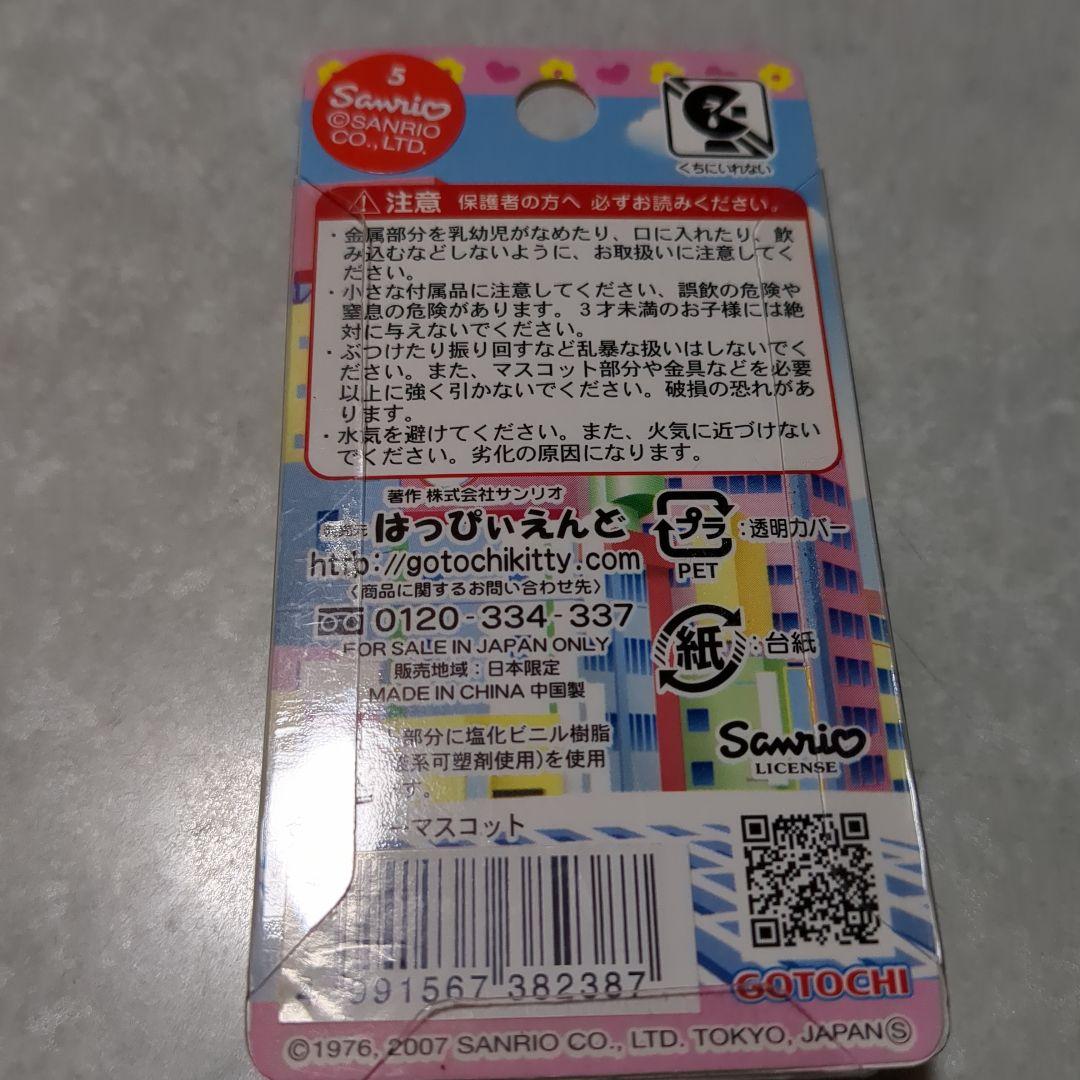 5
Sanrio
©SANRIO
CO., LTD.
くちにいれない
注意 保護者の方へ 必ずお読みください。
・金属部分を乳幼児がなめたり、口に入れたり、飲
み込むなどしないように、お取扱いに注意してく
ださい。
・小さな付属品に注意してください、誤飲の危険や
窒息の危険があります。3才未満のお子様には絶
対に与えないでください。
・ぶつけたり振り回すなど乱暴な扱いはしないでく
ださい。また、マスコット部分や金具などを必要
以上に強く引かないでください。破損の恐れがあ
ります。
・水気を避けてください。また、火気に近づけない
でください。劣化の原因になります。
著作 株式会社サンリオ
はっぴぃえんど
http://gotochikitty.com
〈商品に関するお問い合わせ先〉
0120-334-337
FOR SALE IN JAPAN ONLY
販売地域:日本限定
MADE IN CHINA 中国製
部分に塩化ビニル樹脂
系可塑剤使用)を使用
す。
ーマスコット
プラ :透明カバー
PET
紙 :台紙
Sanrio
LICENSE
991567 382387
GOTOCHI
©1976, 2007 SANRIO CO., LTD. TOKYO, JAPAN Ⓢ